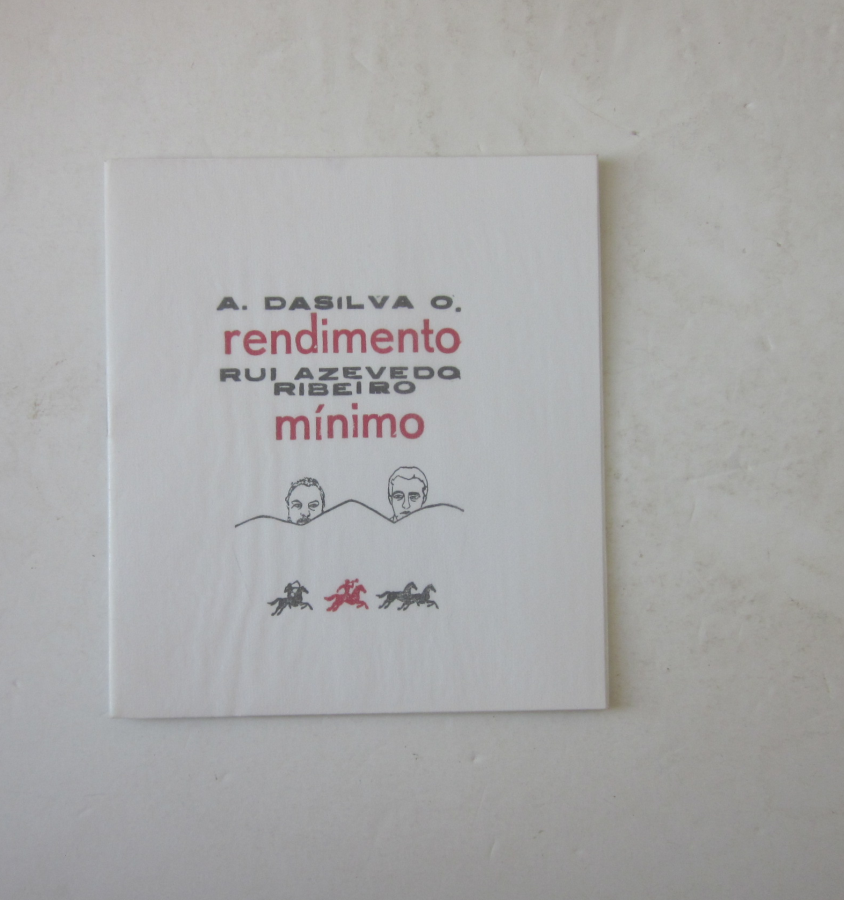 A. DASILVA O.
rendimento
RUI AZEVEDO
RIBEIRO
mínimo